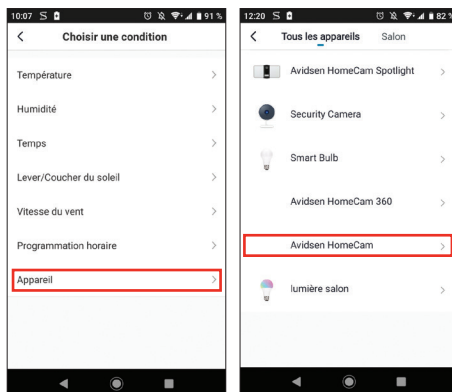 10:07 S 91 %
Choisir une condition
Température
Humidité
Temps
Lever/Coucher du soleil
Vitesse du vent
Programmation horaire
Appareil
12:20 S 82 %
Tous les appareils Salon
Avidsen HomeCam Spotlight
Security Camera
Smart Bulb
Avidsen HomeCam 360
Avidsen HomeCam
lumière salon